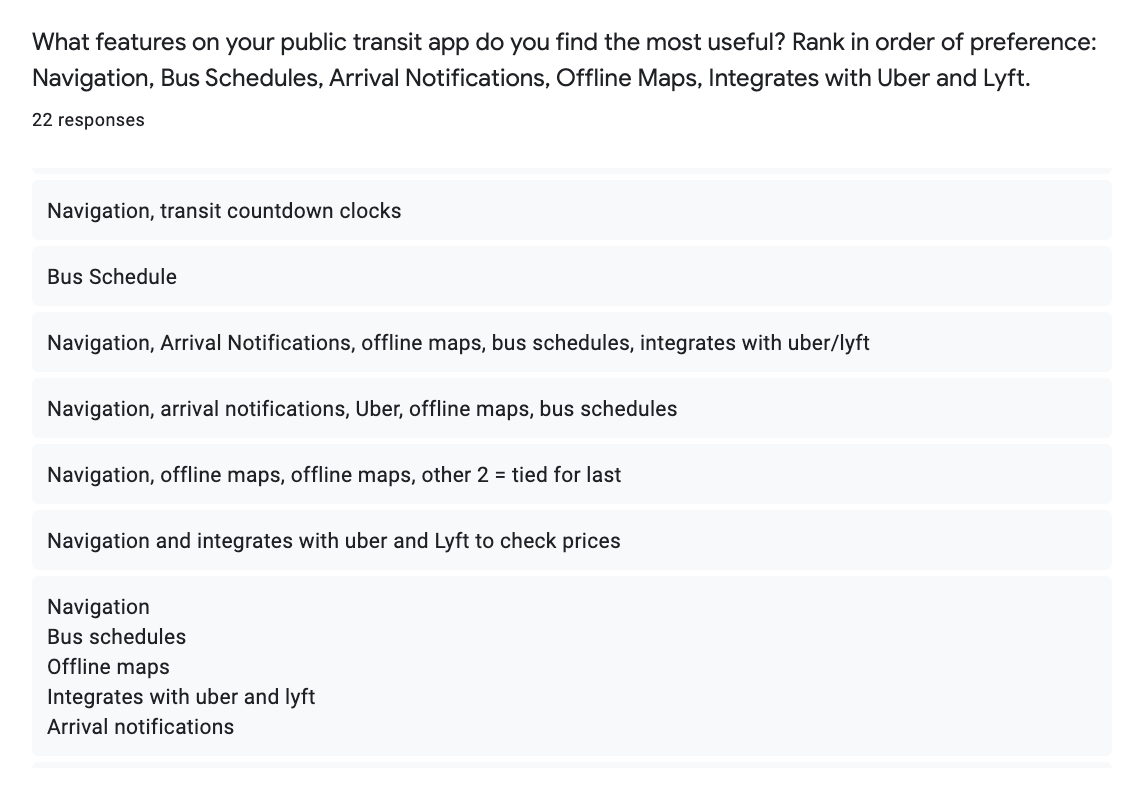 What features on your public transit app do you find the most useful? Rank in order of preference:
Navigation, Bus Schedules, Arrival Notifications, Offline Maps, Integrates with Uber and Lyft.
22 responses
Navigation, transit countdown clocks
Bus Schedule
Navigation, Arrival Notifications, offline maps, bus schedules, integrates with uber/lyft
Navigation, arrival notifications, Uber, offline maps, bus schedules
Navigation, offline maps, offline maps, other 2 = tied for last
Navigation and integrates with uber and Lyft to check prices
Navigation
Bus schedules
Offline maps
Integrates with uber and lyft
Arrival notifications